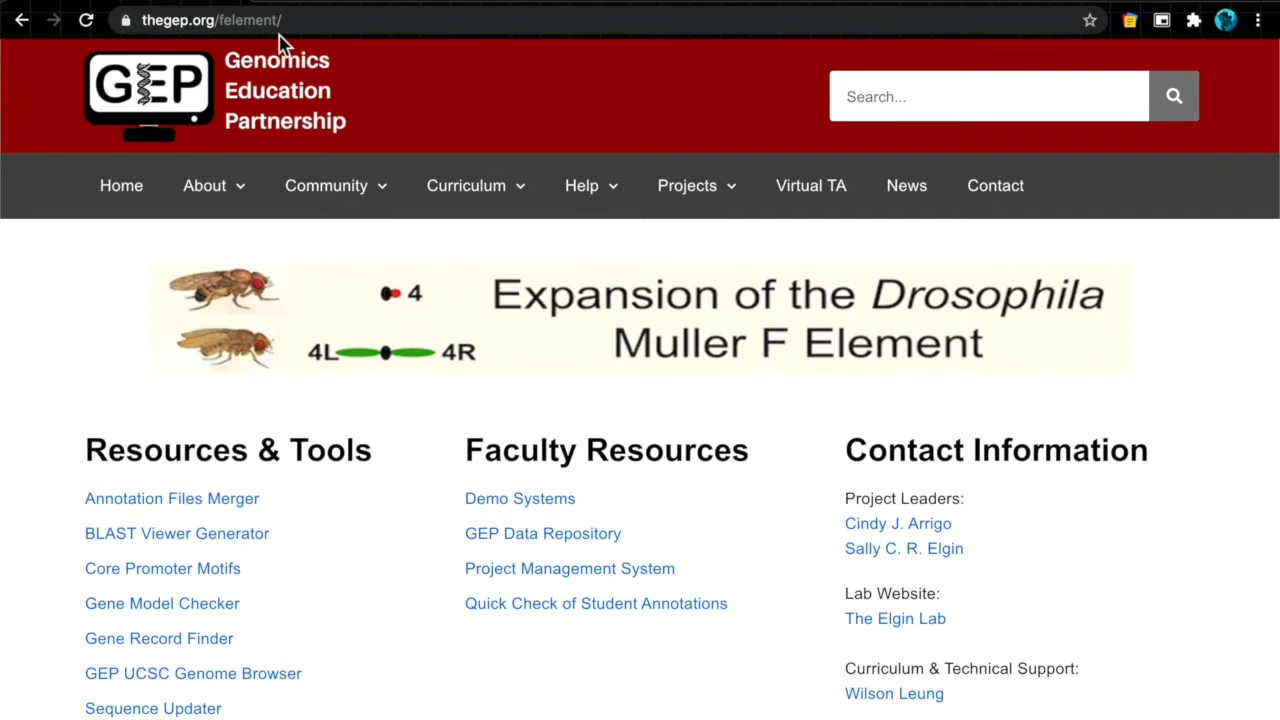 thegep.org/felement/
GEP
Genomics
Education
Partnership
Search...
Home
About
Community
Curriculum
Help
Projects
Virtual TA
News
Contact
4
4L
4R
Expansion of the Drosophila
Muller F Element
Resources & Tools
Annotation Files Merger
BLAST Viewer Generator
Core Promoter Motifs
Gene Model Checker
Gene Record Finder
GEP UCSC Genome Browser
Sequence Updater
Faculty Resources
Demo Systems
GEP Data Repository
Project Management System
Quick Check of Student Annotations
Contact Information
Project Leaders:
Cindy J. Arrigo
Sally C. R. Elgin
Lab Website:
The Elgin Lab
Curriculum & Technical Support:
Wilson Leung